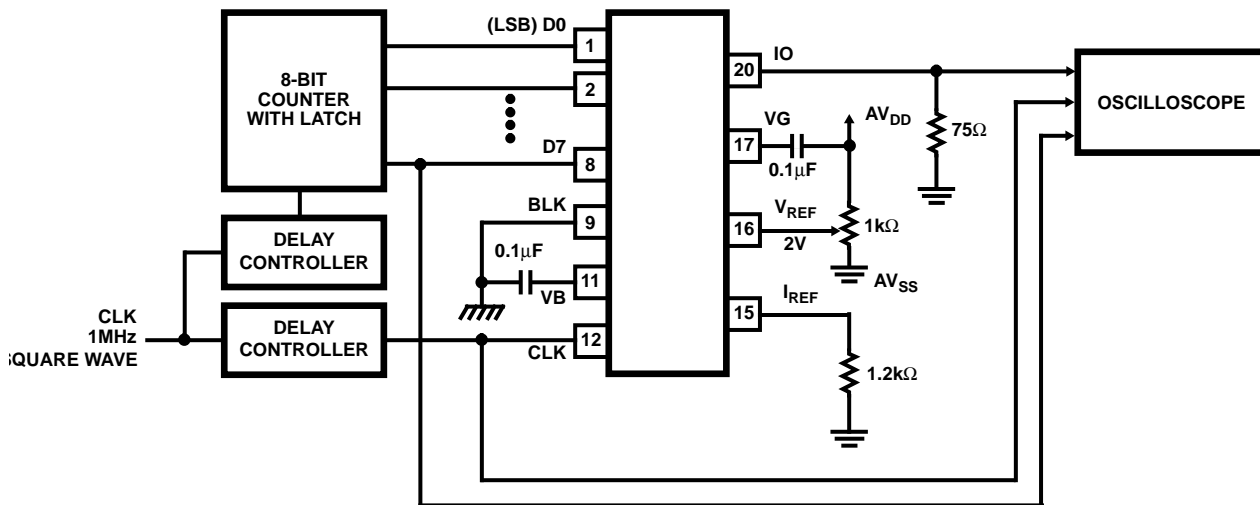 8-BIT
COUNTER
WITH LATCH
DELAY
CONTROLLER
CLK
1MHz
SQUARE WAVE
DELAY
CONTROLLER
(LSB) D0
1
2
D7
8
BLK
9
0.1μF
VB
11
12
CLK
20
IO
17
VG
0.1μF
AVDD
16
VREF
2V
1kΩ
AVSS
15
IREF
1.2kΩ
75Ω
OSCILLOSCOPE